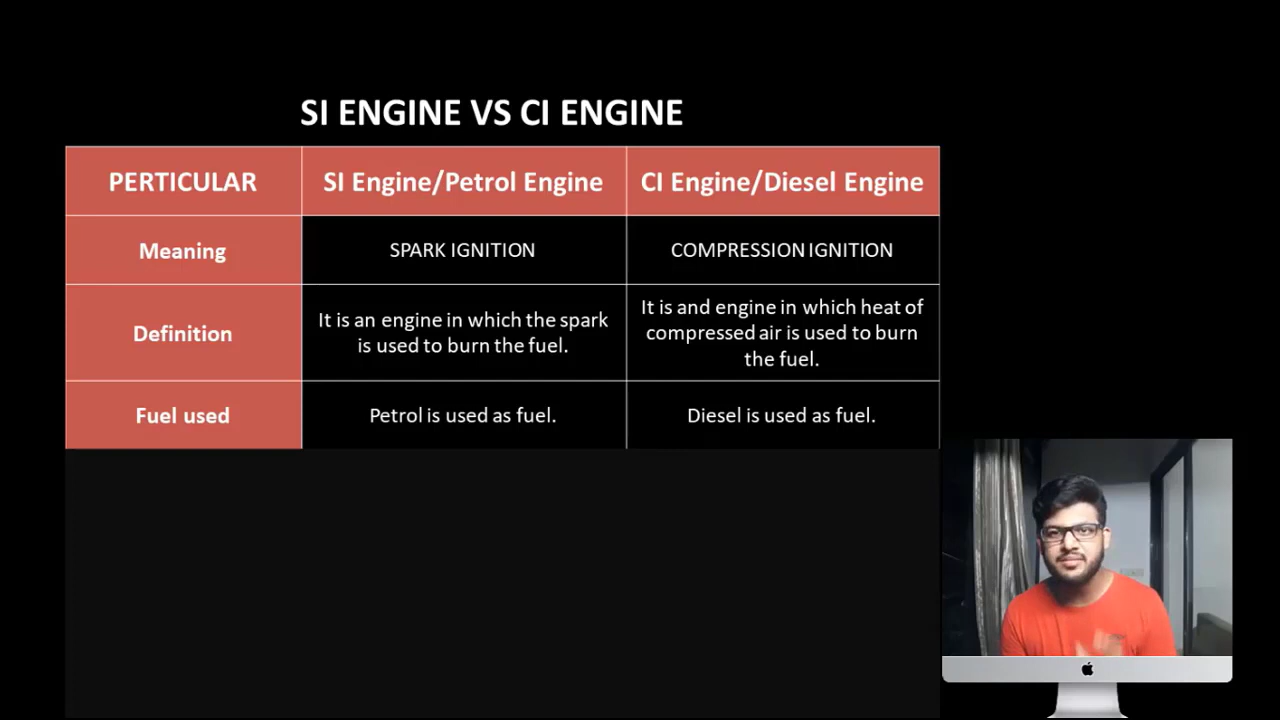 SI ENGINE VS CI ENGINE
PERTICULAR
SI Engine/Petrol Engine
CI Engine/Diesel Engine
Meaning
SPARK IGNITION
COMPRESSION IGNITION
Definition
It is an engine in which the spark
is used to burn the fuel.
It is and engine in which heat of
compressed air is used to burn
the fuel.
Fuel used
Petrol is used as fuel.
Diesel is used as fuel.